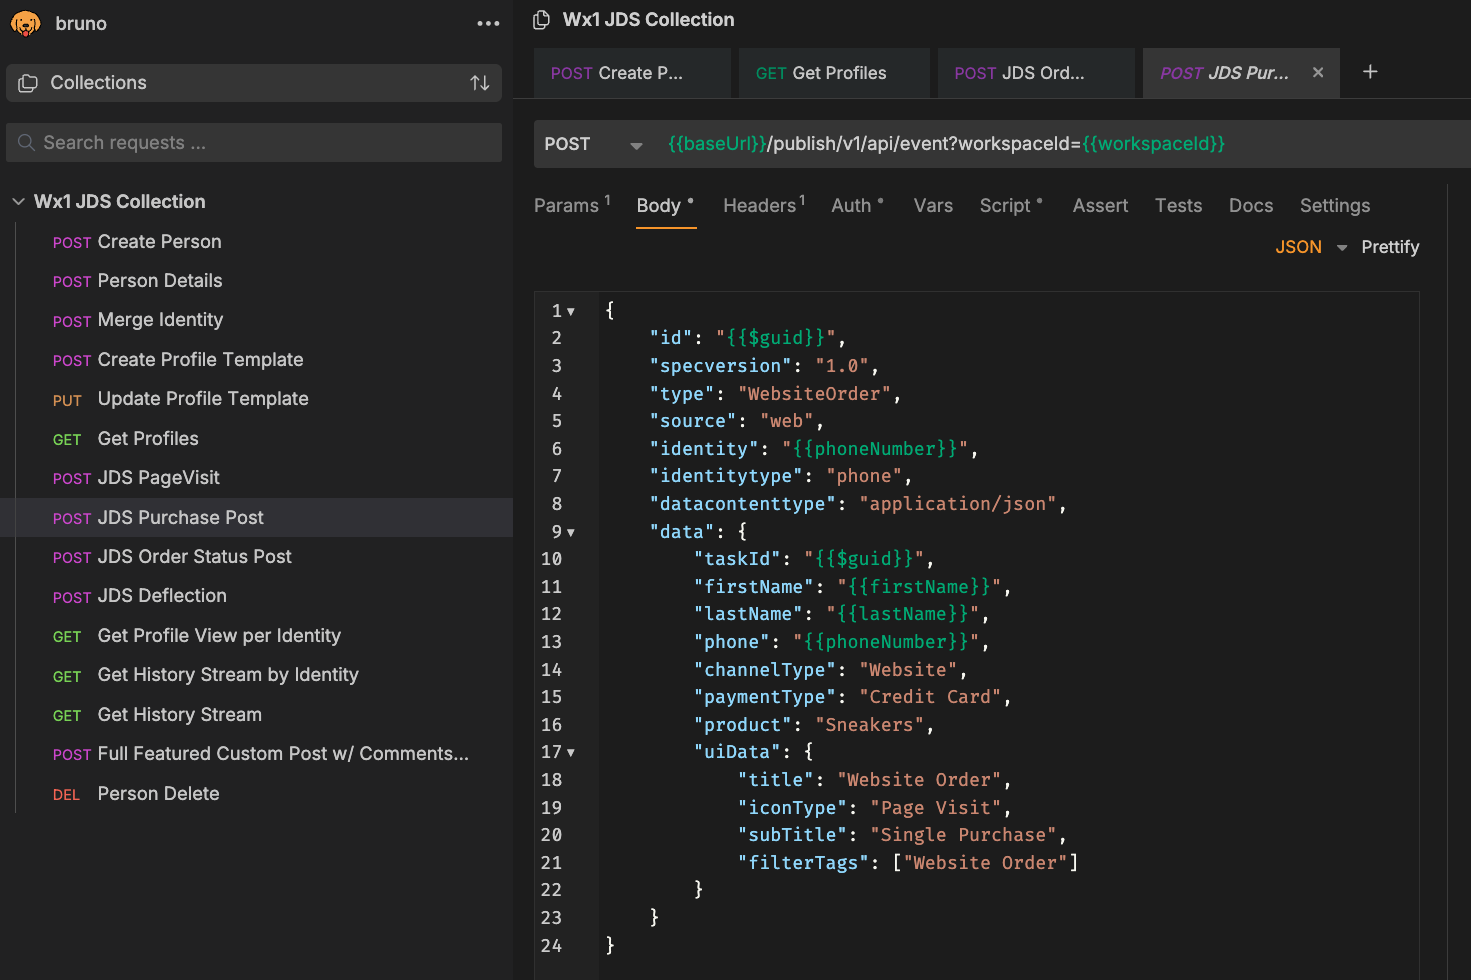 bruno
Collections
Search requests ...
Wx1 JDS Collection
POST Create Person
POST Person Details
POST Merge Identity
POST Create Profile Template
PUT Update Profile Template
GET Get Profiles
POST JDS PageVisit
POST JDS Purchase Post
POST JDS Order Status Post
POST JDS Deflection
GET Get Profile View per Identity
GET Get History Stream by Identity
GET Get History Stream
POST Full Featured Custom Post w/ Comments...
DEL Person Delete
Wx1 JDS Collection
POST Create P... GET Get Profiles POST JDS Ord... POST JDS Pur... × +
POST {{baseUrl}}/publish/v1/api/event?workspaceId={{workspaceId}}
Params 1 Body • Headers 1 Auth • Vars Script • Assert Tests Docs Settings
JSON Prettify
1 {
2 "id": "{{$guid}}",
3 "specversion": "1.0",
4 "type": "WebsiteOrder",
5 "source": "web",
6 "identity": "{{phoneNumber}}",
7 "identitytype": "phone",
8 "datacontenttype": "application/json",
9 "data": {
10 "taskId": "{{$guid}}",
11 "firstName": "{{firstName}}",
12 "lastName": "{{lastName}}",
13 "phone": "{{phoneNumber}}",
14 "channelType": "Website",
15 "paymentType": "Credit Card",
16 "product": "Sneakers",
17 "uiData": {
18 "title": "Website Order",
19 "iconType": "Page Visit",
20 "subTitle": "Single Purchase",
21 "filterTags": ["Website Order"]
22 }
23 }
24 }